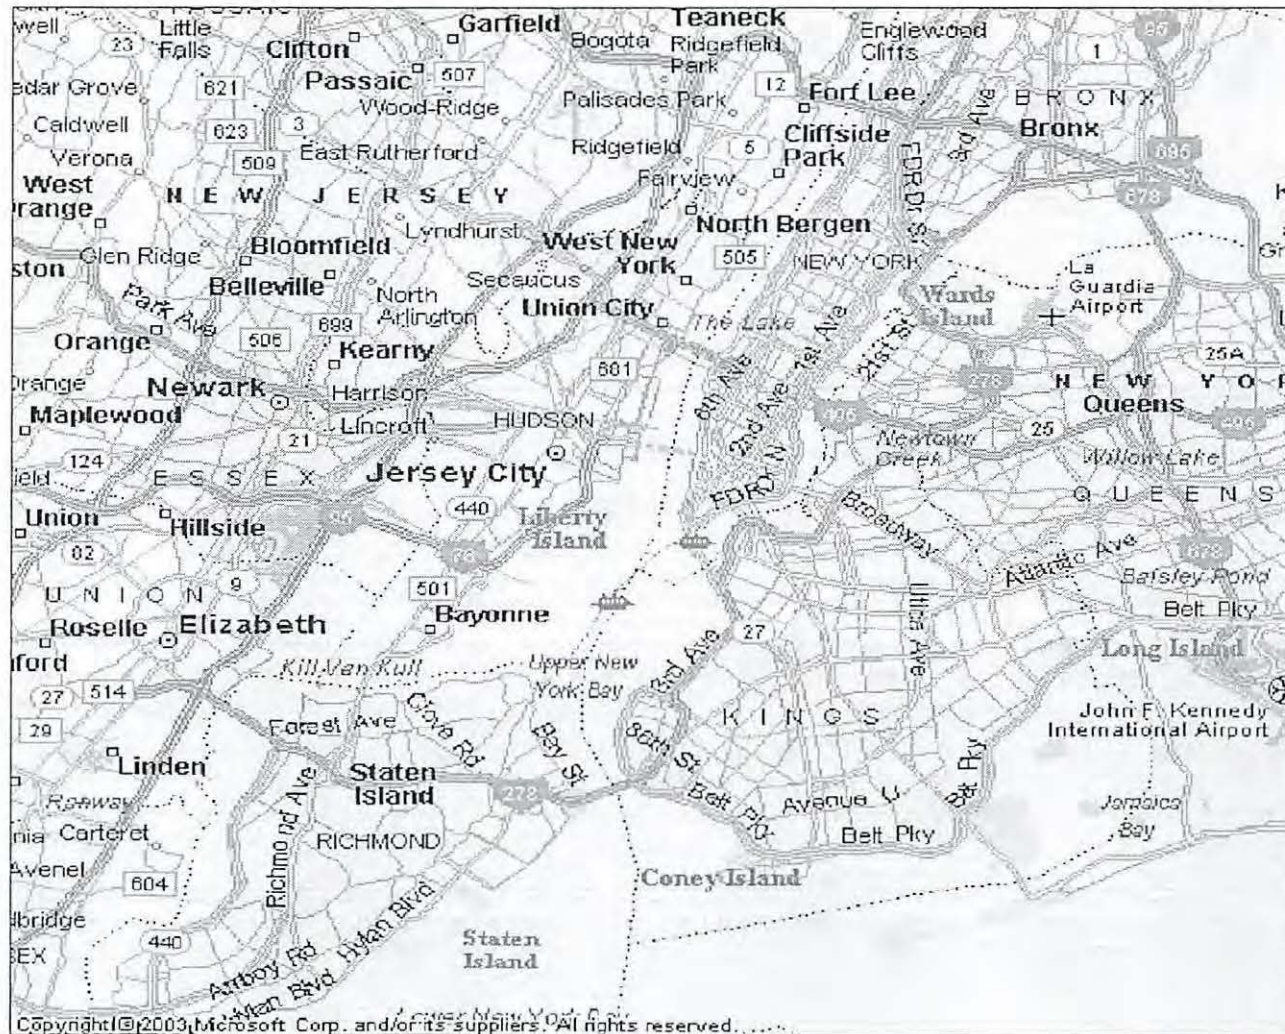 Little
Falls
Clifton
Garfield
Teaneck
Bogota
Ridgefield
Park
Englewood
Cliffs
95
23
1
Passaic
507
12
621
Wood-Ridge
Palisades Park
Fort Lee
BRONX
Bronx
3rd Ave
Caldwell
623
3
Cliffside
Park
Verona
509
East Rutherford
Ridgefield
5
FDR Dr
695
West
Fairview
678
NEW JERSEY
Lyndhurst
North Bergen
Glen Ridge
Bloomfield
West New
York
505
NEW YORK
Belleville
Secaucus
La
Guardia
Airport
Park Ave
North
Arlington
Union City
The Lake
Wards
Island
Orange
506
699
Kearny
1st Ave
21st St
25A
601
Newark
Harrison
6th Ave
2nd Ave
278
Queens
Maplewood
21
Lincroft
HUDSON
495
25
Newtown
Creek
Willow Lake
124
ESSEX
Jersey City
FDR Dr N
QUEENS
Union
Hillside
440
Liberty
Island
Broadway
82
78
Atlantic Ave
678
9
501
Utica Ave
UNION
Bayonne
Belt Pky
Roselle
Elizabeth
27
3rd Ave
Long Island
Kill Van Kull
Upper New
York Bay
27
514
Forest Ave
Clove Rd
Bay St
KINGS
John F. Kennedy
International Airport
29
86th St
Linden
Staten
Island
278
Belt Pky
Avenue U
Belt Pky
Jamaica
Bay
Carteret
Richmond Ave
RICHMOND
Belt Pky
Avenel
604
Coney Island
Hylan Blvd
440
Staten
Island
Amboy Rd
Lower New York Bay
Copyright © 2003 Microsoft Corp. and/or its suppliers. All rights reserved.